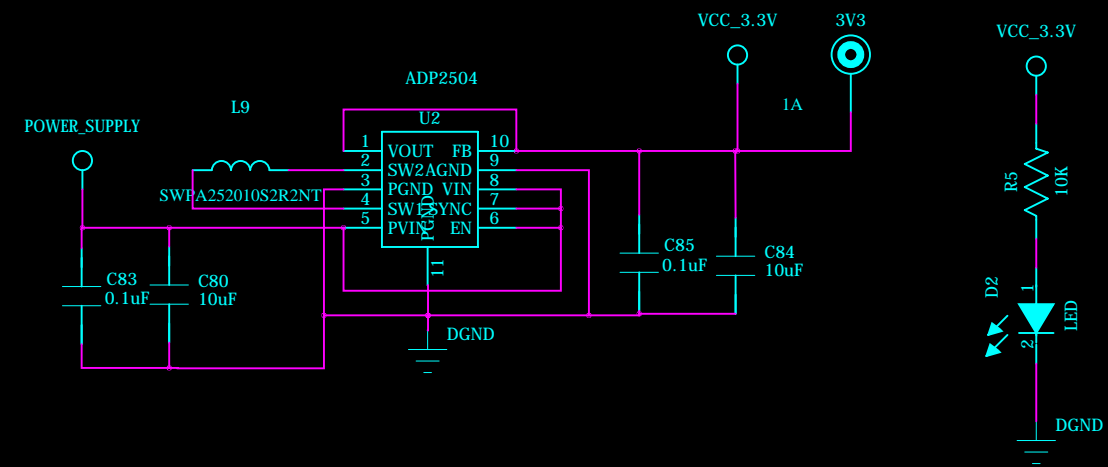 VCC_3.3V
3V3
VCC_3.3V
ADP2504
L9
1A
U2
POWER_SUPPLY
1
VOUT
FB
10
2
SW2
AGND
9
3
PGND
VIN
8
SWPA252010S2R2NT
4
SW1
SYNC
7
5
PVIN
EN
6
PGND
11
R5
10K
C83
0.1uF
C80
10uF
C85
0.1uF
C84
10uF
D2
1
LED
2
DGND
DGND